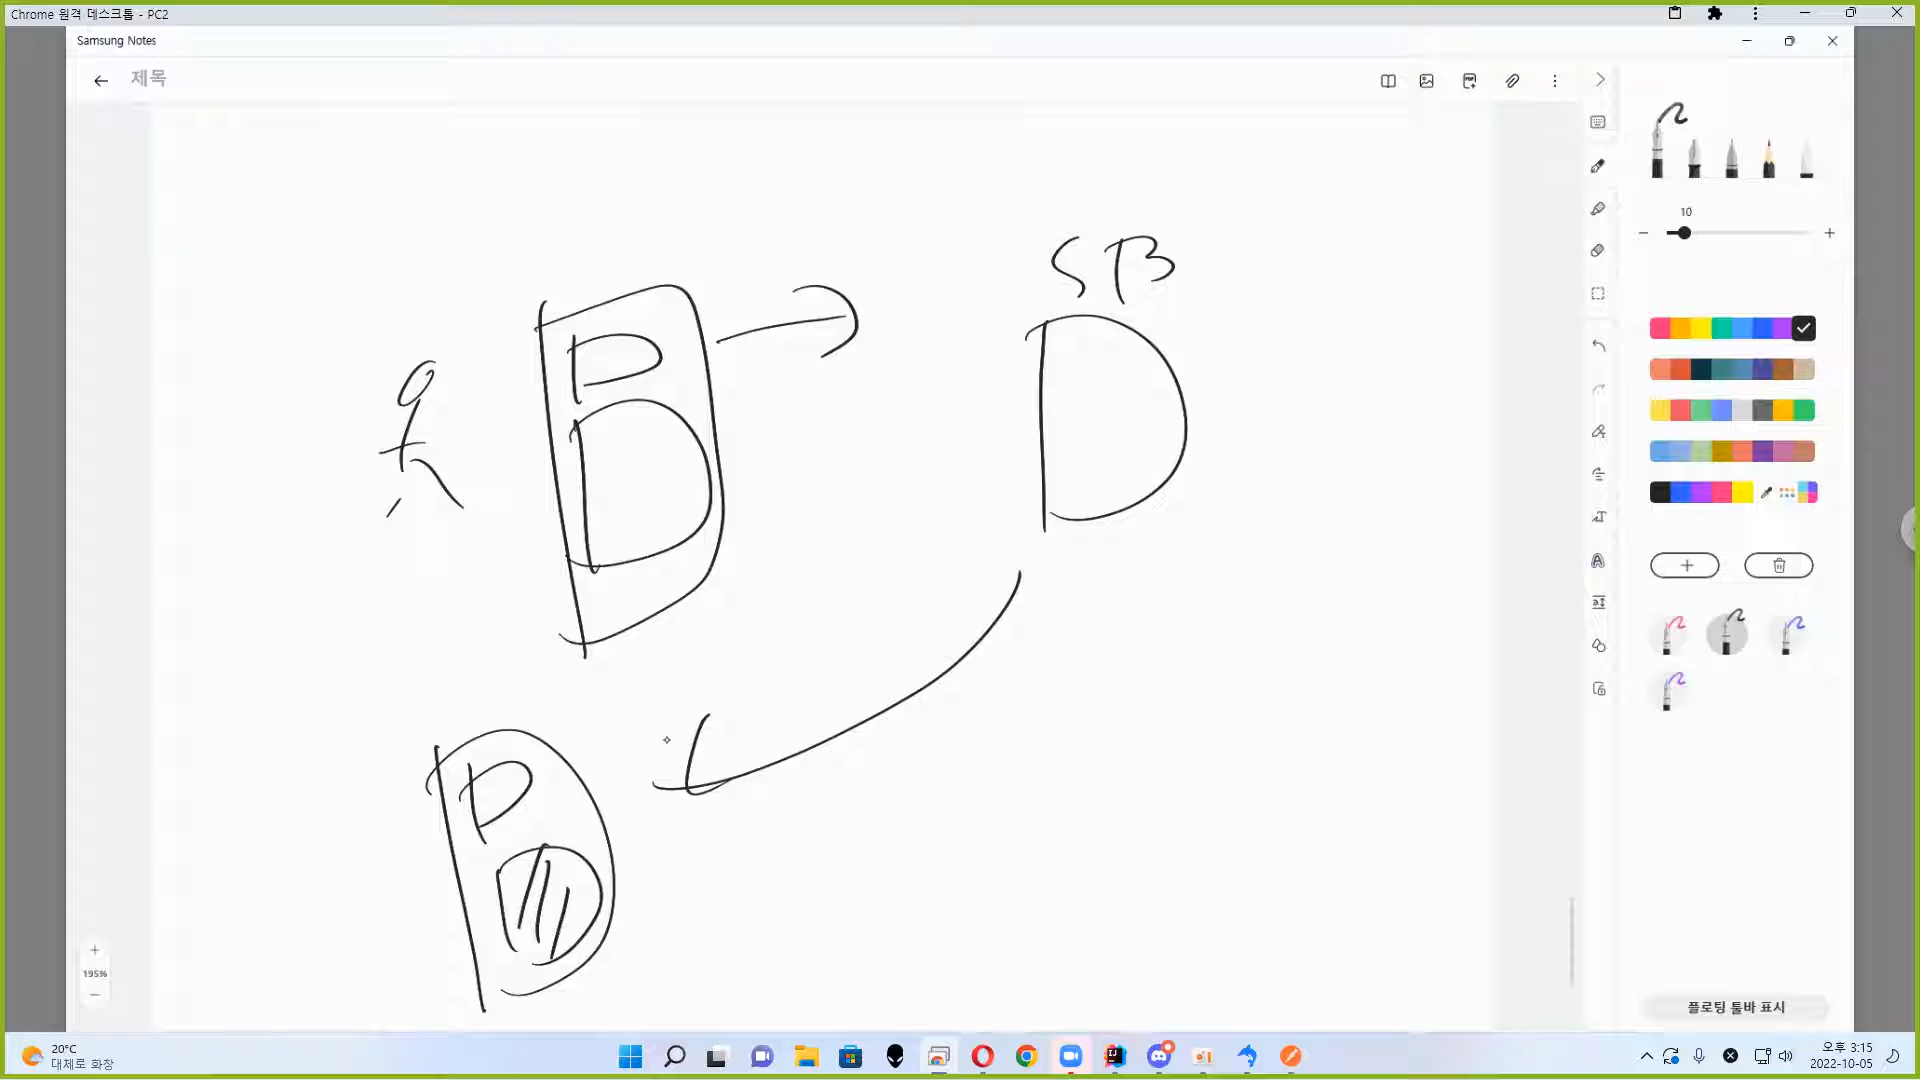 Chrome 원격 데스크톱 - PC2
Samsung Notes
제목
10
SB
P
P
195%
플로팅 툴바 표시
20°C
대체로 화창
오후 3:15
2022-10-05